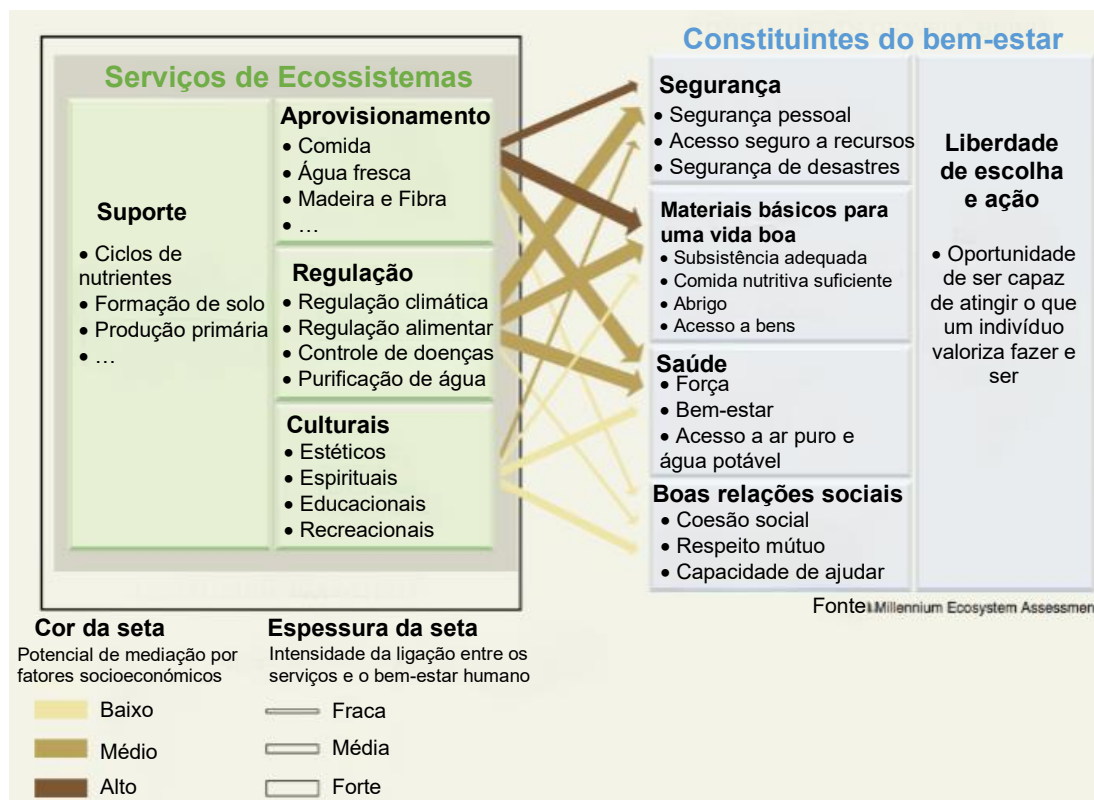 Serviços de Ecossistemas
Suporte
• Ciclos de
nutrientes
• Formação de solo
• Produção primária
• …
Aprovisionamento
• Comida
• Água fresca
• Madeira e Fibra
• …
Regulação
• Regulação climática
• Regulação alimentar
• Controle de doenças
• Purificação de água
Culturais
• Estéticos
• Espirituais
• Educacionais
• Recreacionais
Constituintes do bem-estar
Segurança
• Segurança pessoal
• Acesso seguro a recursos
• Segurança de desastres
Materiais básicos para
uma vida boa
• Subsistência adequada
• Comida nutritiva suficiente
• Abrigo
• Acesso a bens
Saúde
• Força
• Bem-estar
• Acesso a ar puro e
água potável
Boas relações sociais
• Coesão social
• Respeito mútuo
• Capacidade de ajudar
Liberdade
de escolha
e ação
• Oportunidade
de ser capaz
de atingir o que
um indivíduo
valoriza fazer e
ser
Fonte: Millennium Ecosystem Assessmen
Cor da seta
Potencial de mediação por
fatores socioeconómicos
Baixo
Médio
Alto
Espessura da seta
Intensidade da ligação entre os
serviços e o bem-estar humano
Fraca
Média
Forte